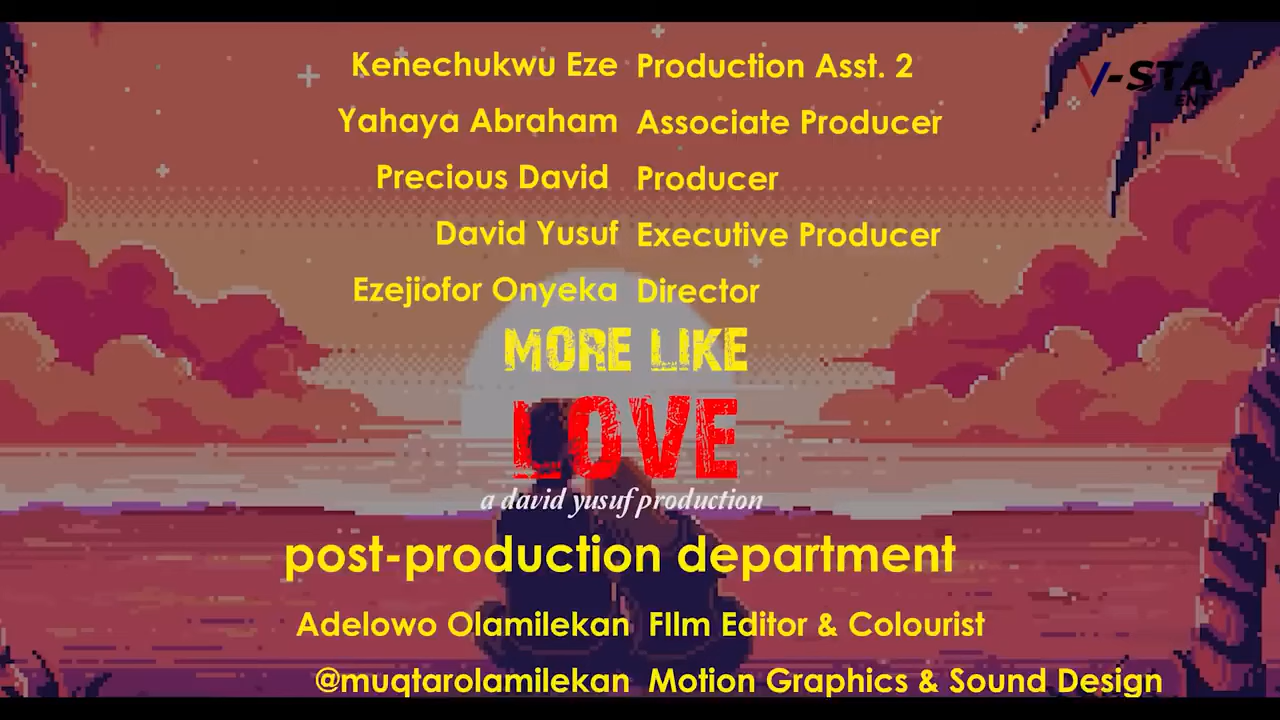 V-STA
ENT
Kenechukwu Eze Production Asst. 2
Yahaya Abraham Associate Producer
Precious David Producer
David Yusuf Executive Producer
Ezejiofor Onyeka Director
MORE LIKE
LOVE
a david yusuf production
post-production department
Adelowo Olamilekan FIlm Editor & Colourist
@muqtarolamilekan Motion Graphics & Sound Design